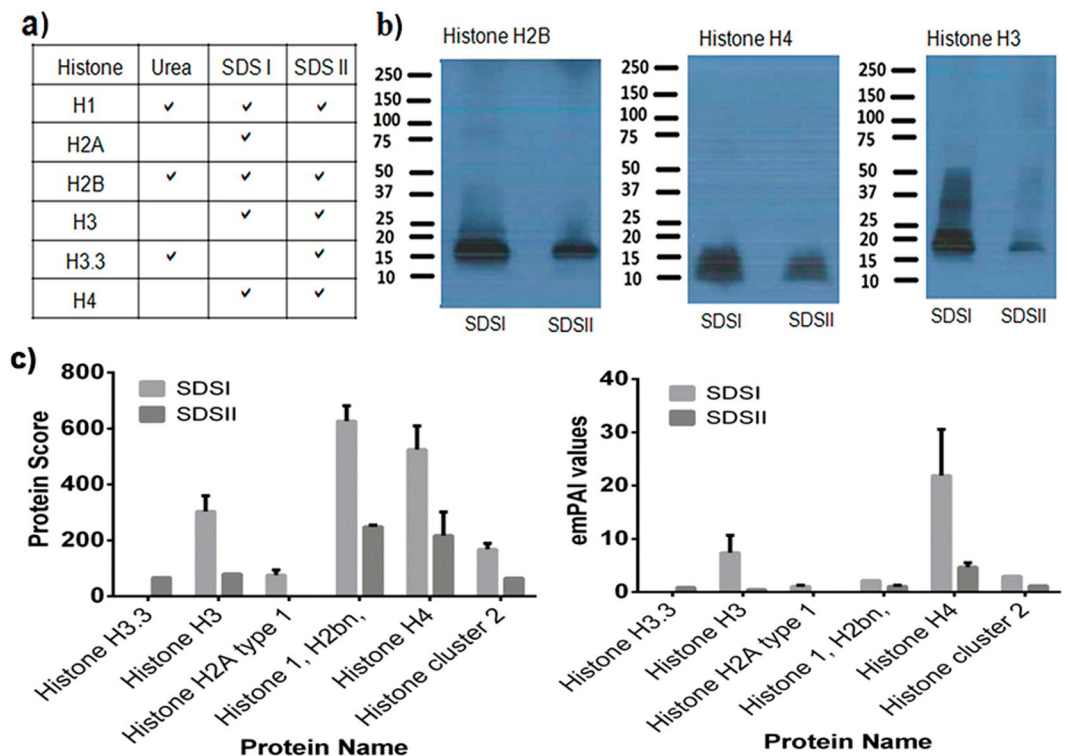 a)
Histone Urea SDS I SDS II
H1 ✓ ✓ ✓
H2A ✓
H2B ✓ ✓ ✓
H3 ✓ ✓
H3.3 ✓ ✓
H4 ✓ ✓
b)
Histone H2B
250
150
100
75
50
37
25
20
15
10
SDSI SDSII
Histone H4
250
150
100
75
50
37
25
20
15
10
SDSI SDSII
Histone H3
250
150
100
75
50
37
25
20
15
10
SDSI SDSII
c)
Protein Score
800
600
400
200
0
SDSI
SDSII
Histone H3.3
Histone H3
Histone H2A type 1
Histone 1, H2bn,
Histone H4
Histone cluster 2
Protein Name
emPAI values
40
30
20
10
0
SDSI
SDSII
Histone H3.3
Histone H3
Histone H2A type 1
Histone 1, H2bn,
Histone H4
Histone cluster 2
Protein Name